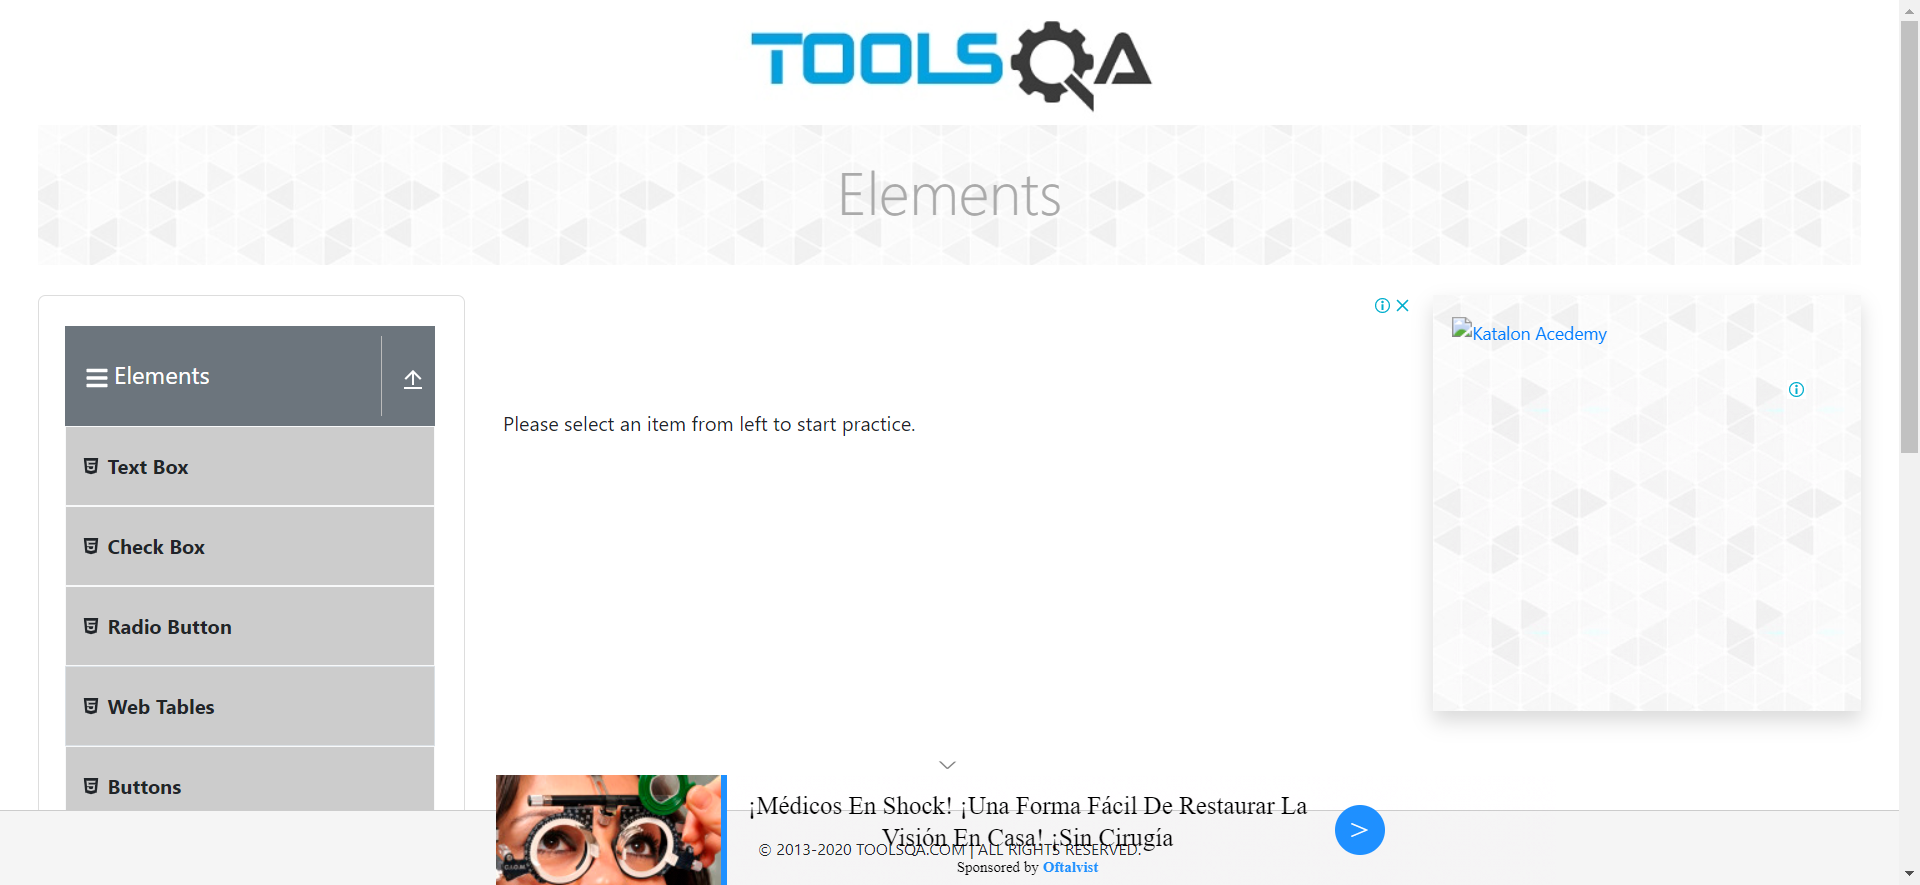 TOOLSQA
Elements
Elements
Text Box
Check Box
Radio Button
Web Tables
Buttons
Please select an item from left to start practice.
Katalon Acedemy
¡Médicos En Shock! ¡Una Forma Fácil De Restaurar La
Visión En Casa! ¡Sin Cirugía
© 2013-2020 TOOLSQA.COM | ALL RIGHTS RESERVED.
Sponsored by Oftalvist